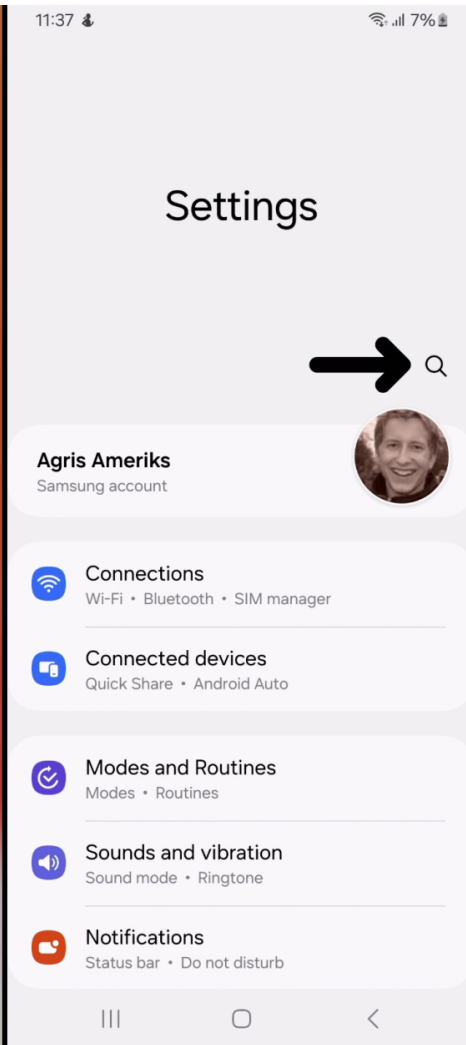 11:37 7%
Settings
Agris Ameriks
Samsung account
Connections
Wi-Fi • Bluetooth • SIM manager
Connected devices
Quick Share • Android Auto
Modes and Routines
Modes • Routines
Sounds and vibration
Sound mode • Ringtone
Notifications
Status bar • Do not disturb